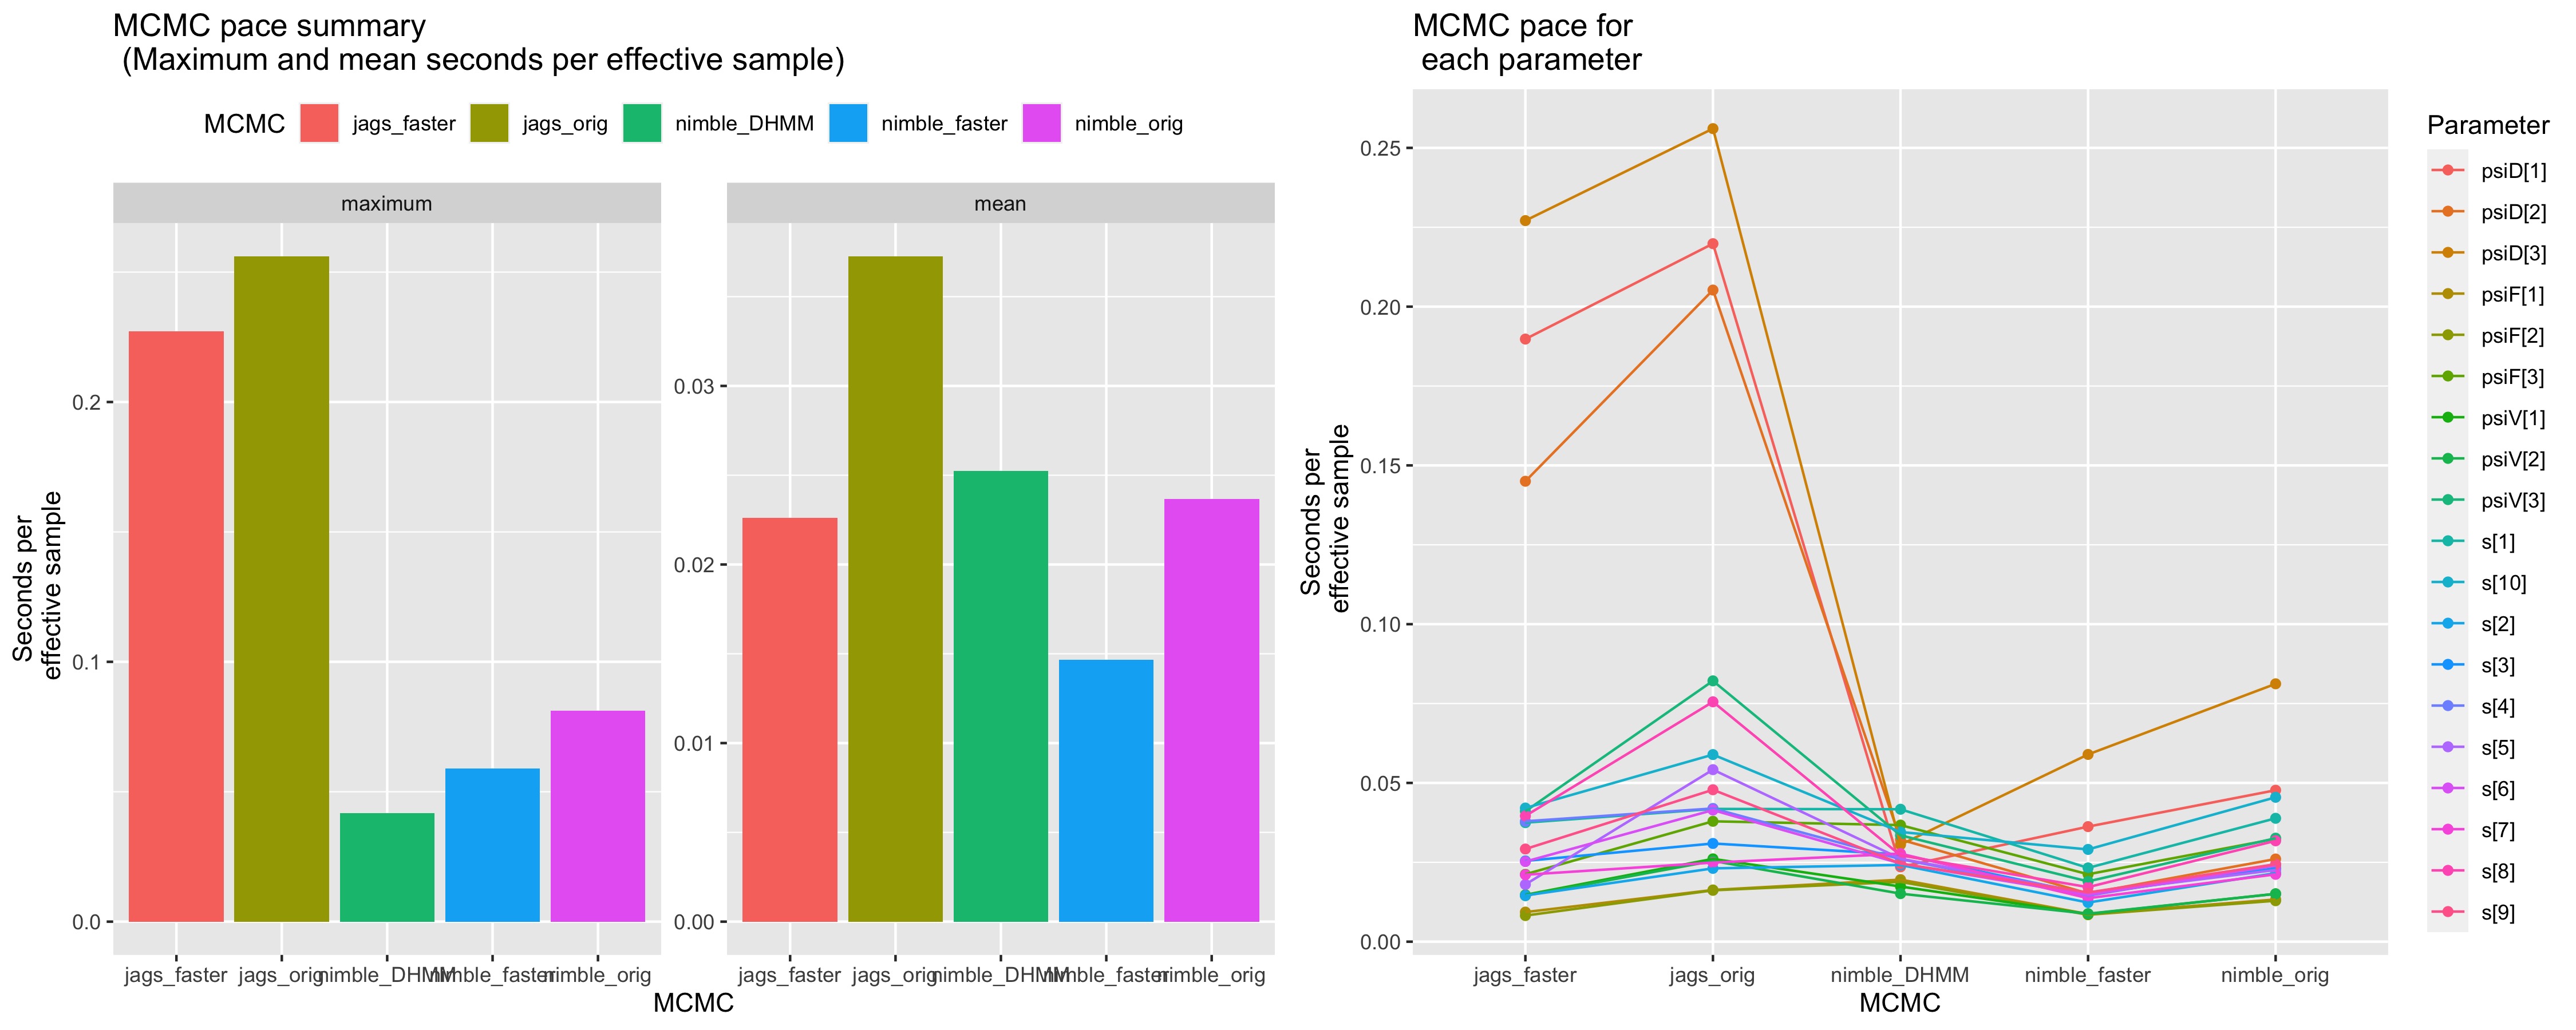 MCMC pace summary
(Maximum and mean seconds per effective sample)
MCMC jags_faster jags_orig nimble_DHMM nimble_faster nimble_orig
maximum
mean
Seconds per
effective sample
0.2
0.1
0.0
0.03
0.02
0.01
0.00
jags_faster jags_orig nimble_DHMM nimble_faster nimble_orig
jags_faster jags_orig nimble_DHMM nimble_faster nimble_orig
MCMC
MCMC pace for
each parameter
Seconds per
effective sample
0.25
0.20
0.15
0.10
0.05
0.00
jags_faster jags_orig nimble_DHMM nimble_faster nimble_orig
MCMC
Parameter
psiD[1]
psiD[2]
psiD[3]
psiF[1]
psiF[2]
psiF[3]
psiV[1]
psiV[2]
psiV[3]
s[1]
s[10]
s[2]
s[3]
s[4]
s[5]
s[6]
s[7]
s[8]
s[9]